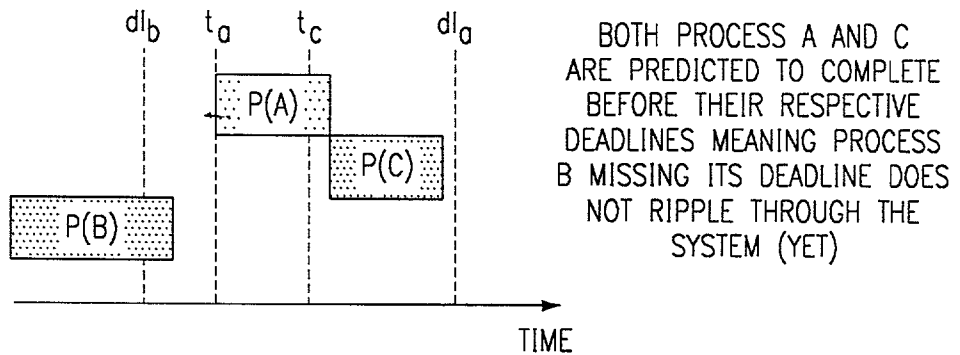 dl_b t_a t_c dl_a
P(A)
P(C)
P(B)
TIME
BOTH PROCESS A AND C
ARE PREDICTED TO COMPLETE
BEFORE THEIR RESPECTIVE
DEADLINES MEANING PROCESS
B MISSING ITS DEADLINE DOES
NOT RIPPLE THROUGH THE
SYSTEM (YET)